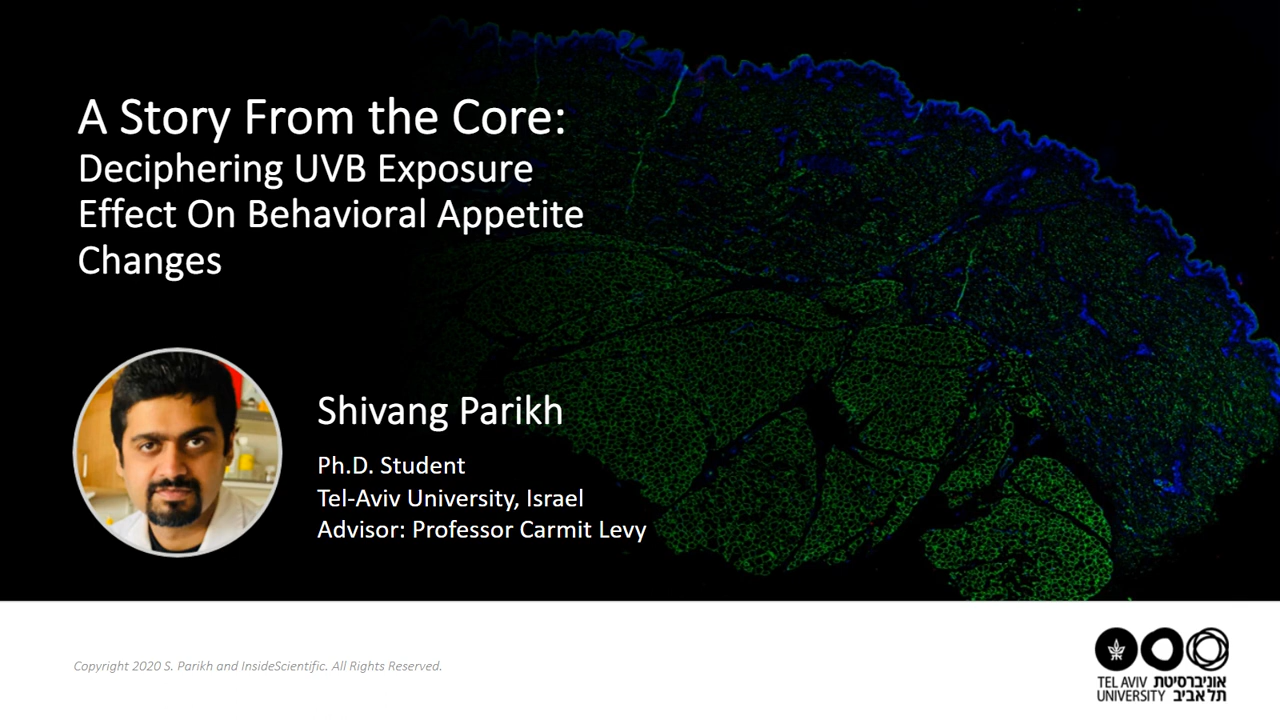 A Story From the Core:
Deciphering UVB Exposure
Effect On Behavioral Appetite
Changes
Shivang Parikh
Ph.D. Student
Tel-Aviv University, Israel
Advisor: Professor Carmit Levy
Copyright 2020 S. Parikh and InsideScientific. All Rights Reserved.
TEL AVIV אוניברסיטת
UNIVERSITY תל אביב